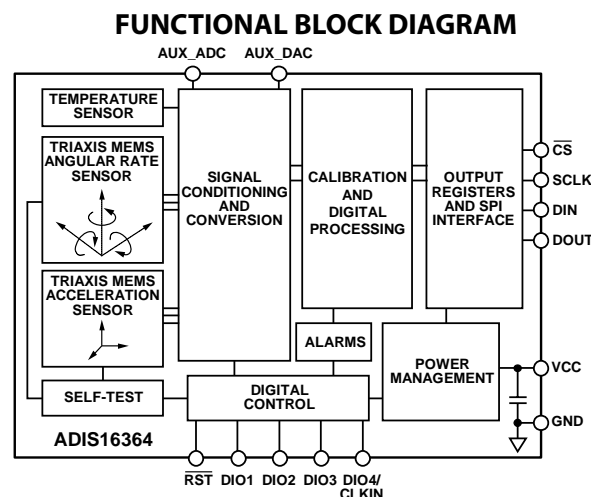 FUNCTIONAL BLOCK DIAGRAM
AUX_ADC AUX_DAC
TEMPERATURE
SENSOR
TRIAXIS MEMS
ANGULAR RATE
SENSOR
TRIAXIS MEMS
ACCELERATION
SENSOR
SELF-TEST
SIGNAL
CONDITIONING
AND
CONVERSION
CALIBRATION
AND
DIGITAL
PROCESSING
OUTPUT
REGISTERS
AND SPI
INTERFACE
CS
SCLK
DIN
DOUT
ALARMS
POWER
MANAGEMENT
DIGITAL
CONTROL
VCC
GND
ADIS16364
RST DIO1 DIO2 DIO3 DIO4/
CLKIN